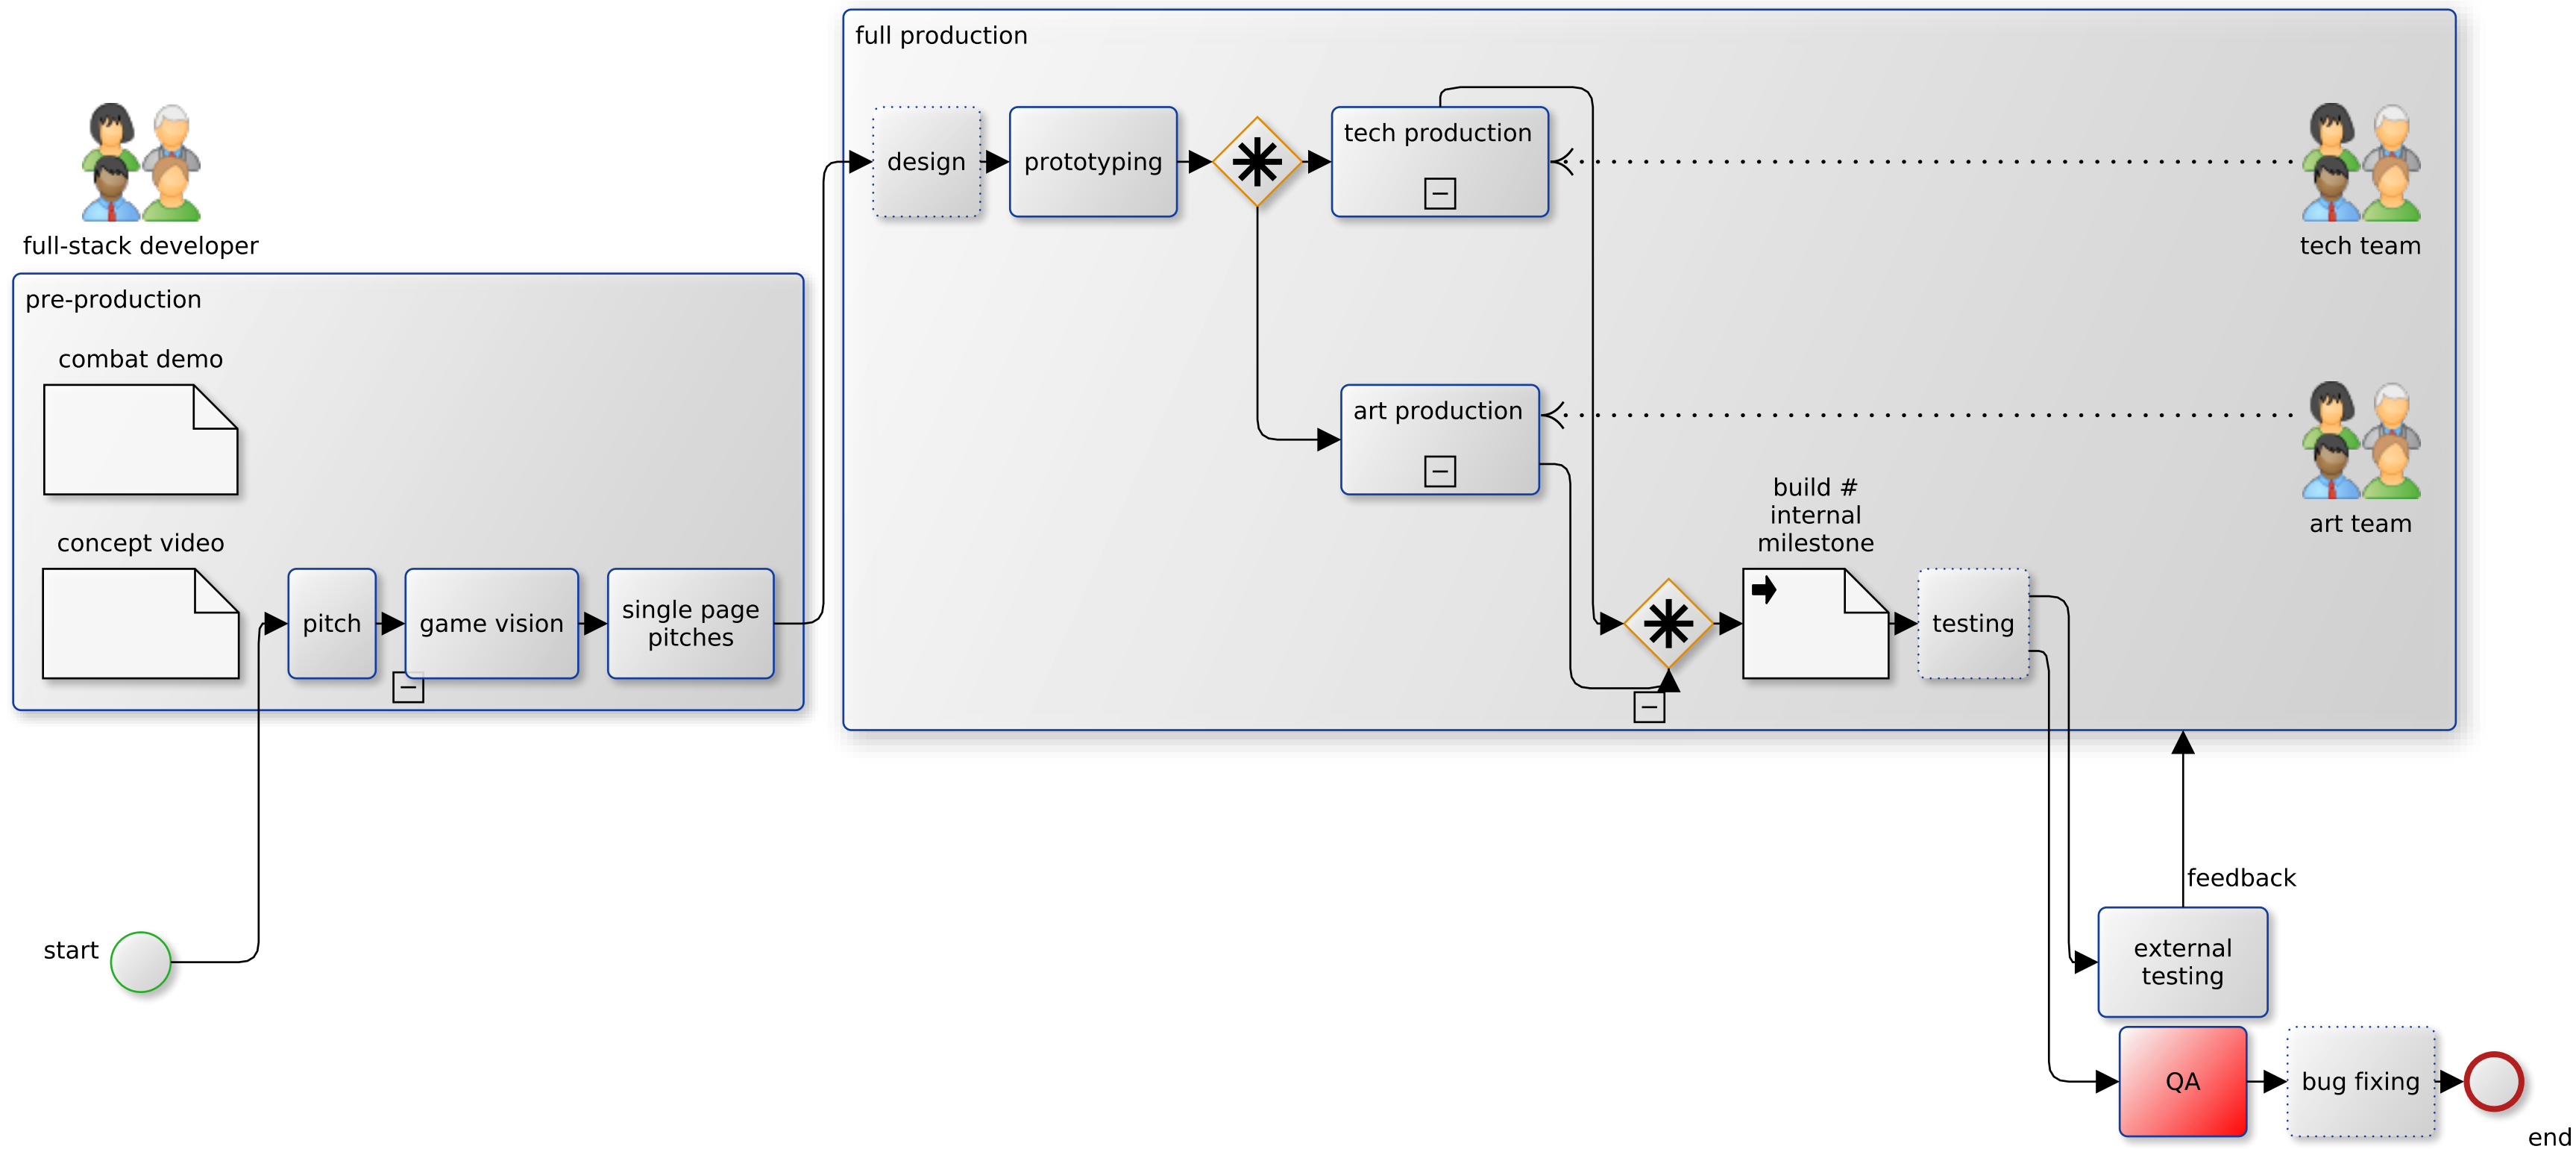 full production
design
prototyping
tech production
tech team
full-stack developer
pre-production
combat demo
art production
art team
build #
internal
milestone
concept video
pitch
game vision
single page
pitches
testing
feedback
start
external
testing
QA
bug fixing
end